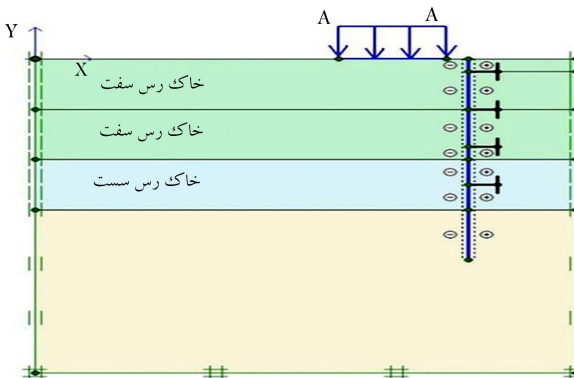 A A
Y
X
خاک رس سفت
خاک رس سفت
خاک رس سست